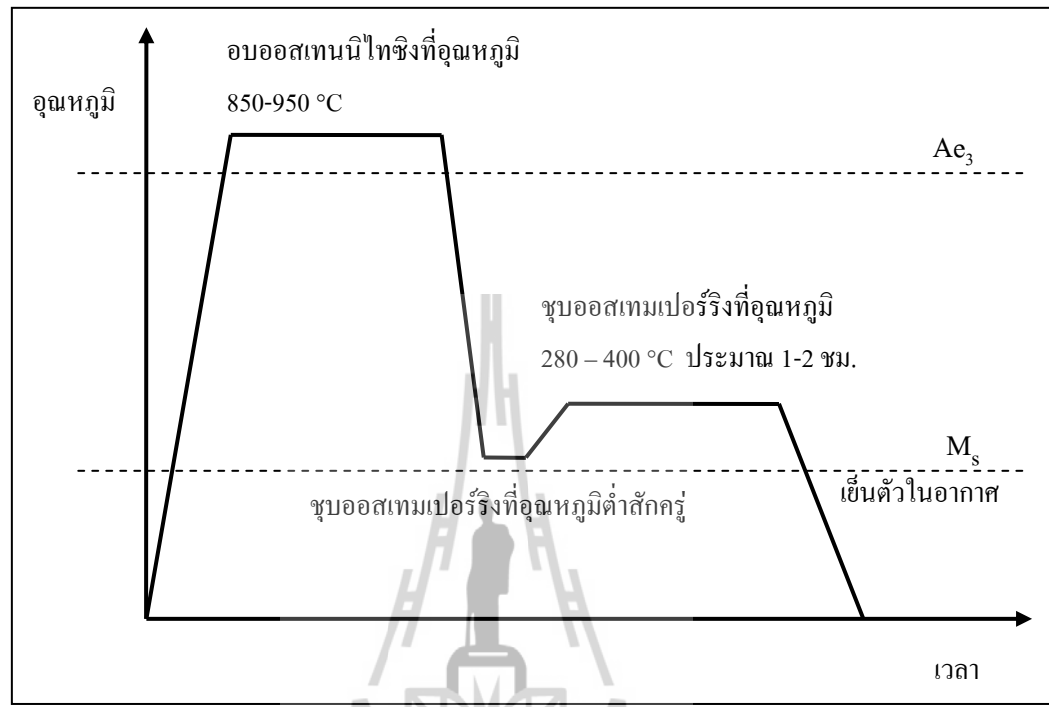 อบออสเทนนิไทซิงที่อุณหภูมิ
850-950 °C
อุณหภูมิ
Ae₃
ชุบออสเทมเปอร์ริงที่อุณหภูมิ
280 – 400 °C ประมาณ 1-2 ชม.
Mₛ
เย็นตัวในอากาศ
ชุบออสเทมเปอร์ริงที่อุณหภูมิต่ำสักครู่
เวลา